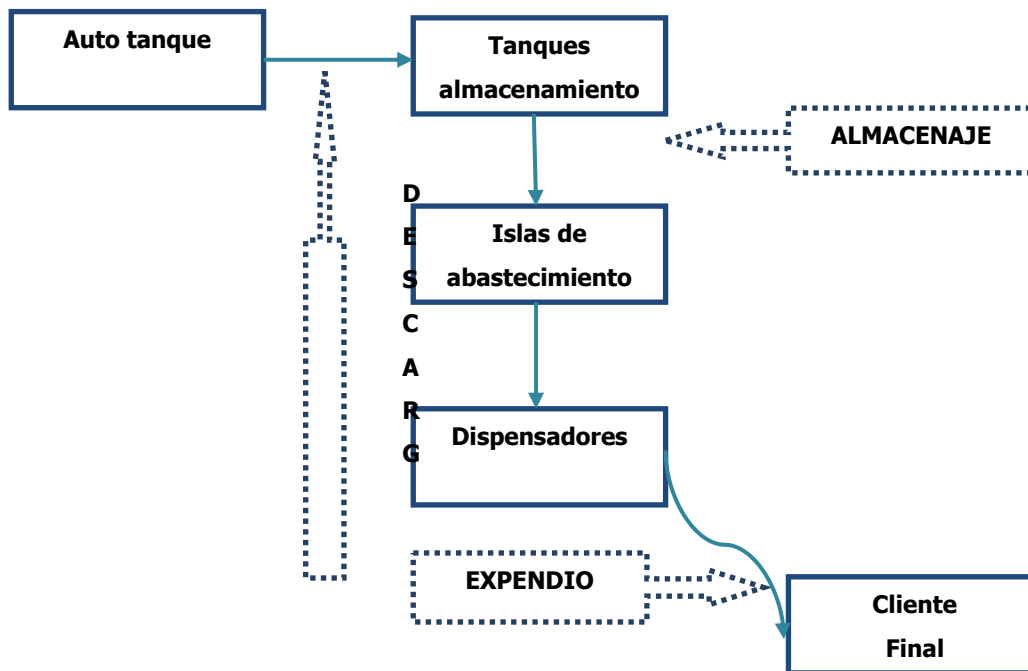 Auto tanque
Tanques
almacenamiento
ALMACENAJE
D
E
S
C
A
R
G
Islas de
abastecimiento
Dispensadores
EXPENDIO
Cliente
Final